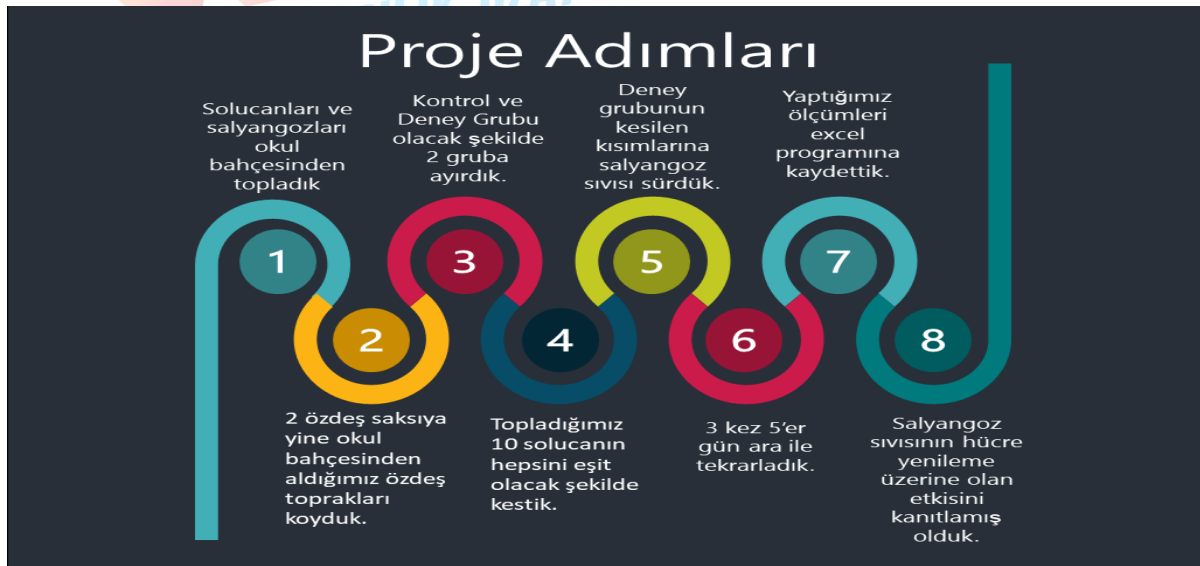 Proje Adımları
Solucanları ve
salyangozları
okul
bahçesinden
topladık
1
2 özdeş saksıya
yine okul
bahçesinden
aldığımız özdeş
toprakları
koyduk.
2
Kontrol ve
Deney Grubu
olacak şekilde
2 gruba
ayırdık.
3
Topladığımız
10 solucanın
hepsini eşit
olacak şekilde
kestik.
4
Deney
grubunun
kesilen
kısımlarına
salyangoz
sıvısı sürdük.
5
3 kez 5'er
gün ara ile
tekrarladık.
6
Yaptığımız
ölçümleri
excel
programına
kaydettik.
7
Salyangoz
sıvısının hücre
yenileme
üzerine olan
etkisini
kanıtlamış
olduk.
8